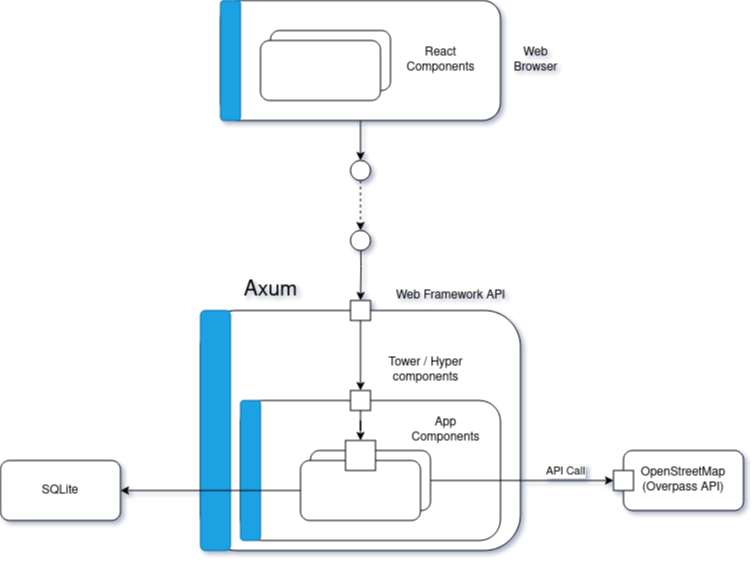 React
Components
Web
Browser
Axum
Web Framework API
Tower / Hyper
components
App
Components
SQLite
API Call
OpenStreetMap
(Overpass API)